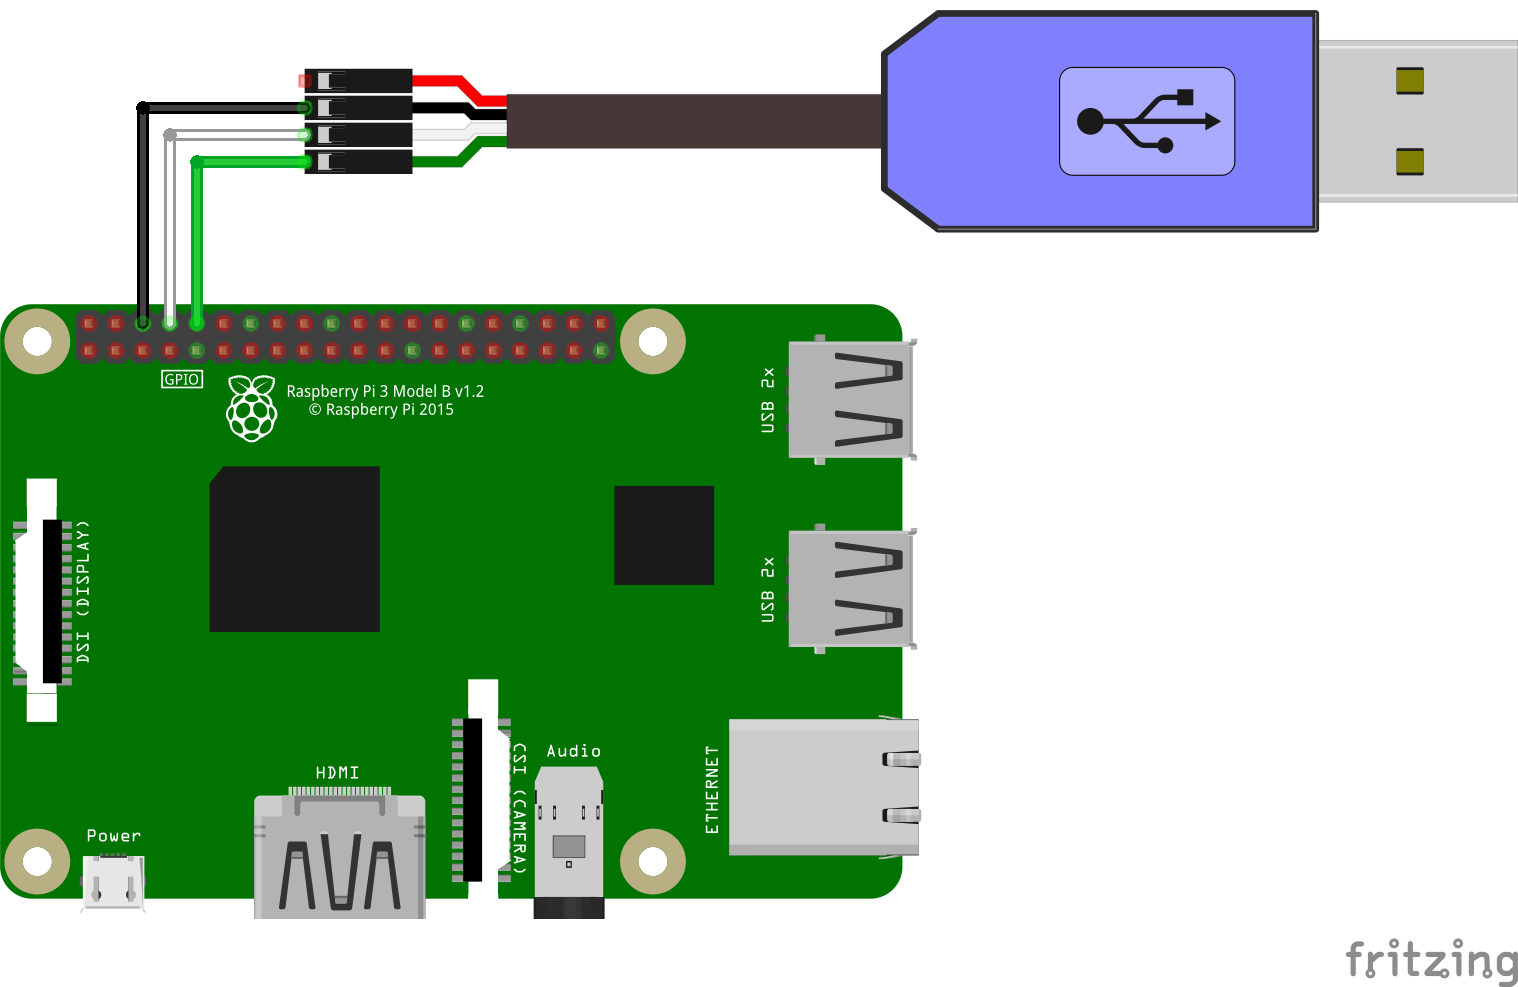 GPIO
Raspberry Pi 3 Model B v1.2
© Raspberry Pi 2015
USB 2x
DSI (DISPLAY)
USB 2x
HDMI
CSI (CAMERA)
Audio
ETHERNET
Power
fritzing